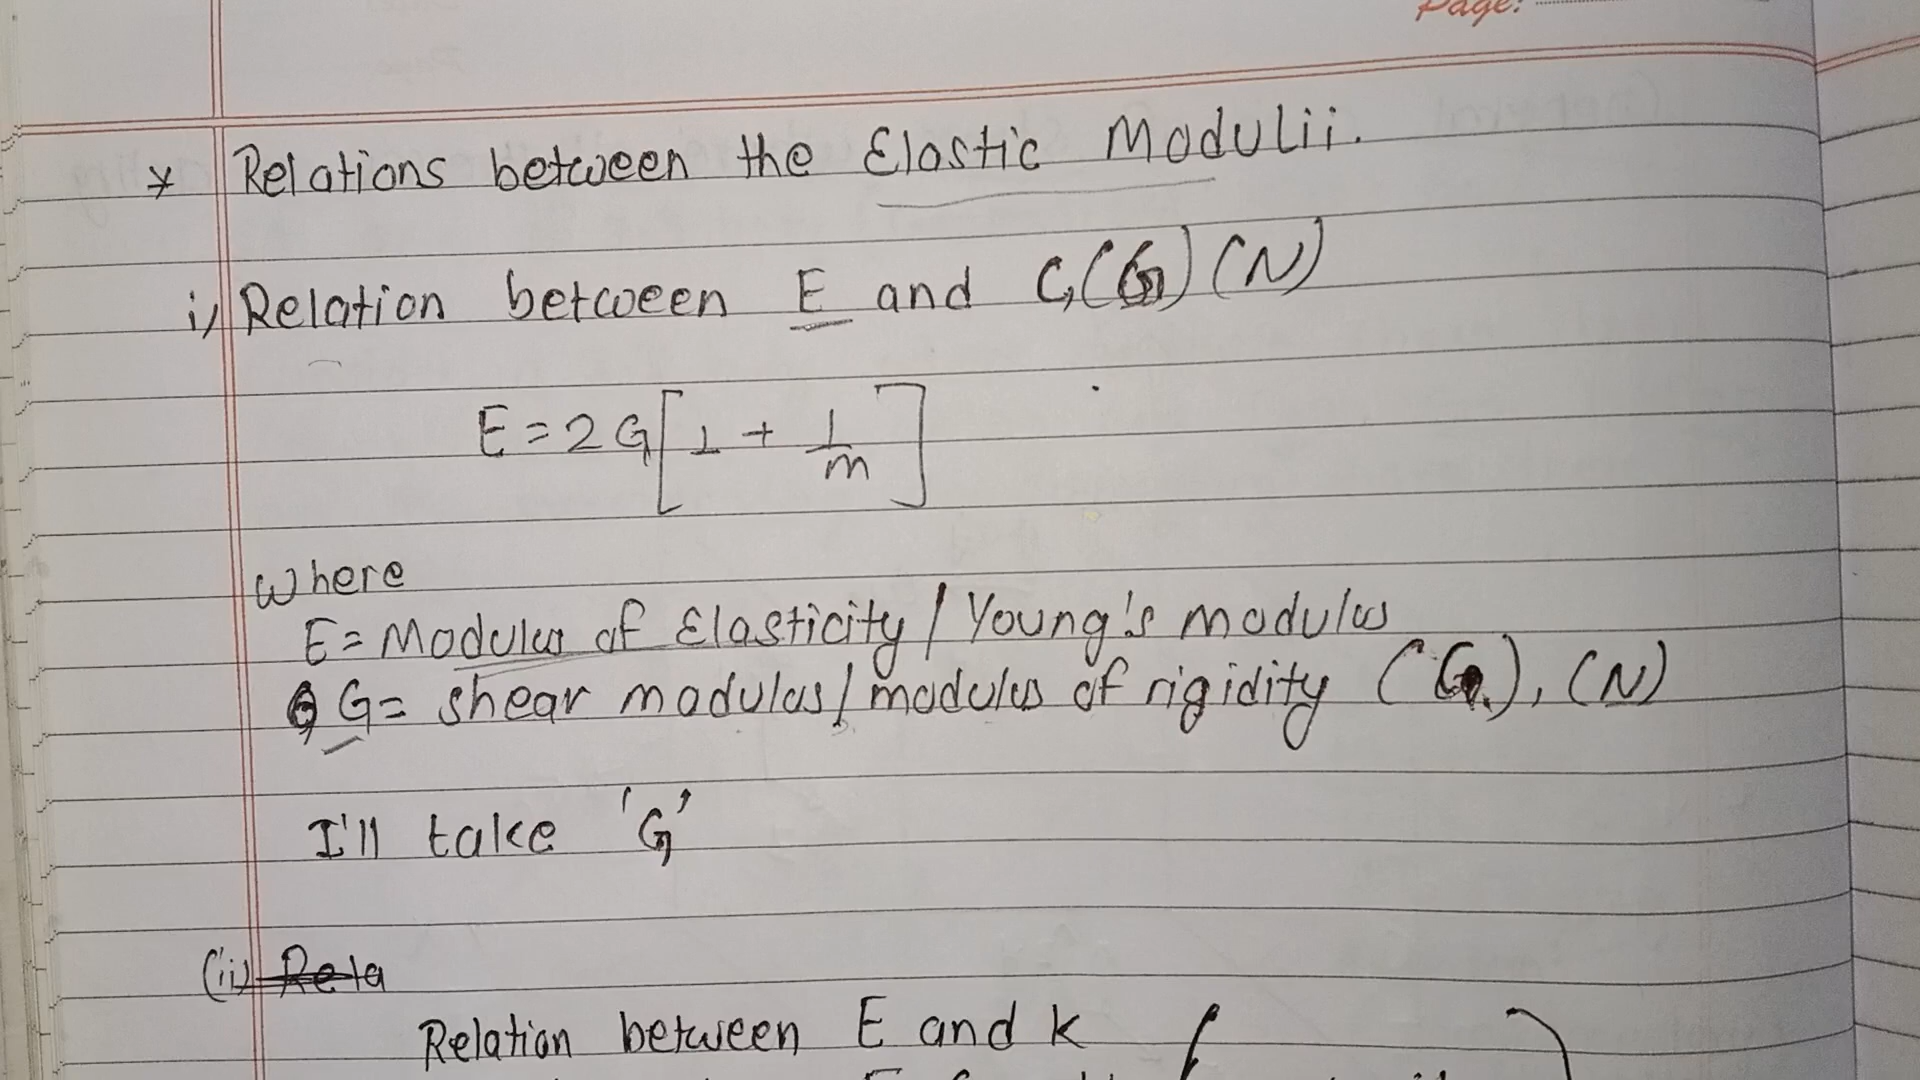 Page:
* Relations between the Elastic Modulii.
i) Relation between E and G, (G) (N)
E = 2G[1 + 1/m]
where
E = Modulus of Elasticity / Young's modulus
G = shear modulus / modulus of rigidity (G), (N)
I'll take 'G'
(ii) Rela
Relation between E and k